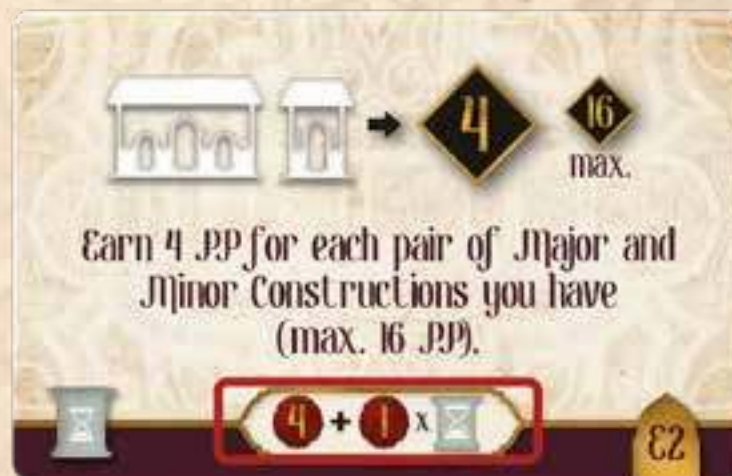 4 16
max.
Earn 4 PP for each pair of Major and
Minor Constructions you have
(max. 16 PP).
4 + 1 x
E2